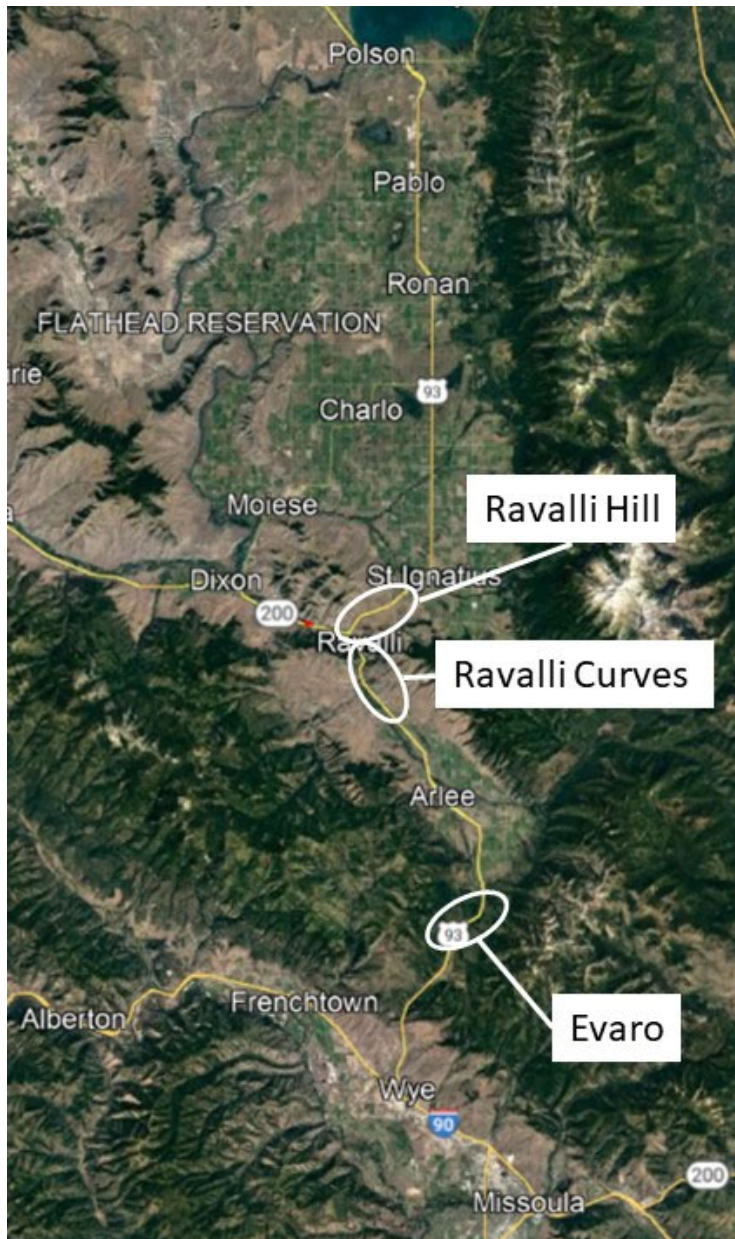 Polson
Pablo
Ronan
FLATHEAD RESERVATION
irie
93
Charlo
Ravalli Hill
Moiese
a
St Ignatius
Dixon
200
Ravalli
Ravalli Curves
Arlee
93
Evaro
Frenchtown
Alberton
Wye
90
200
Missoula